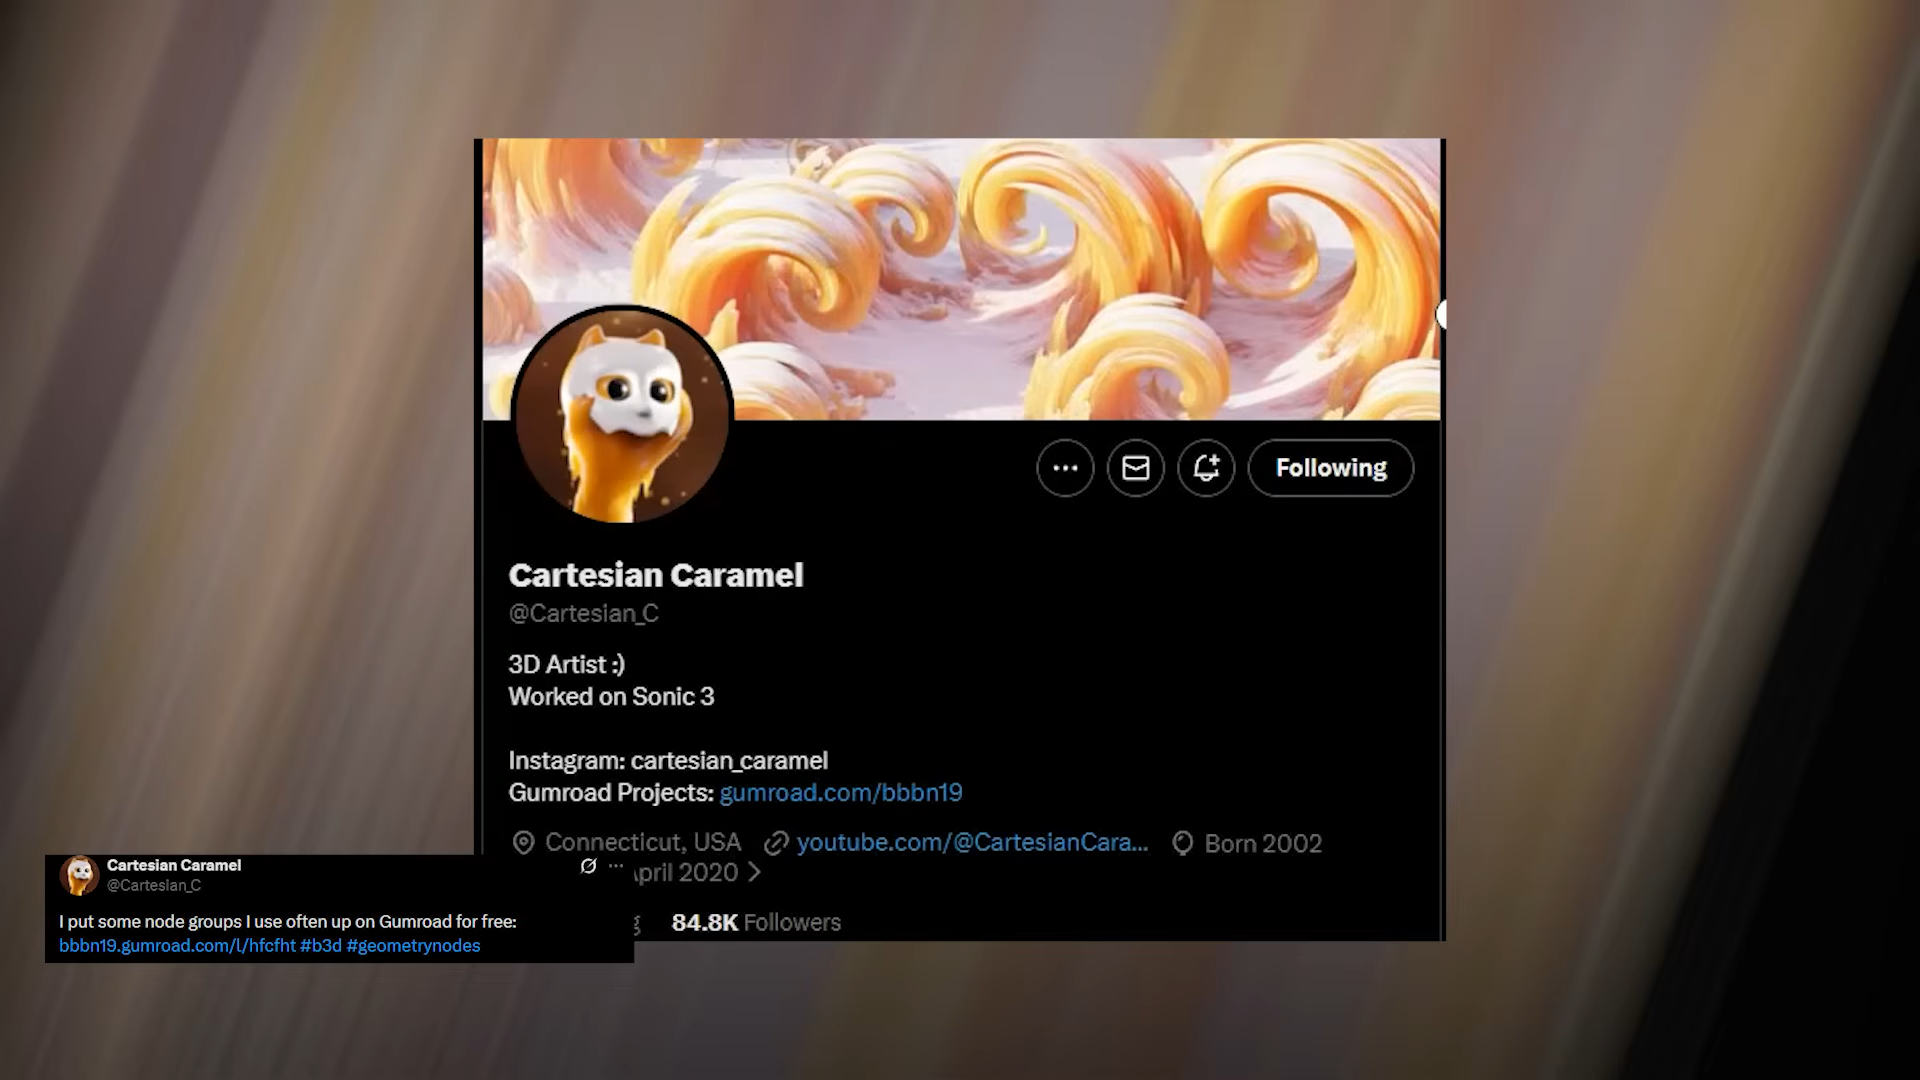 Following
Cartesian Caramel
@Cartesian_C
3D Artist :)
Worked on Sonic 3
Instagram: cartesian_caramel
Gumroad Projects: gumroad.com/bbbn19
Connecticut, USA youtube.com/@CartesianCara... Born 2002
April 2020
84.8K Followers
Cartesian Caramel
@Cartesian_C
I put some node groups I use often up on Gumroad for free:
bbbn19.gumroad.com/l/hfcfht #b3d #geometrynodes